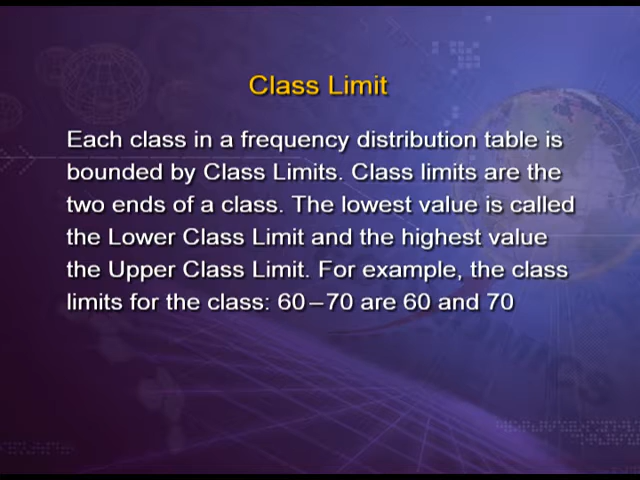 Class Limit
Each class in a frequency distribution table is
bounded by Class Limits. Class limits are the
two ends of a class. The lowest value is called
the Lower Class Limit and the highest value
the Upper Class Limit. For example, the class
limits for the class: 60–70 are 60 and 70